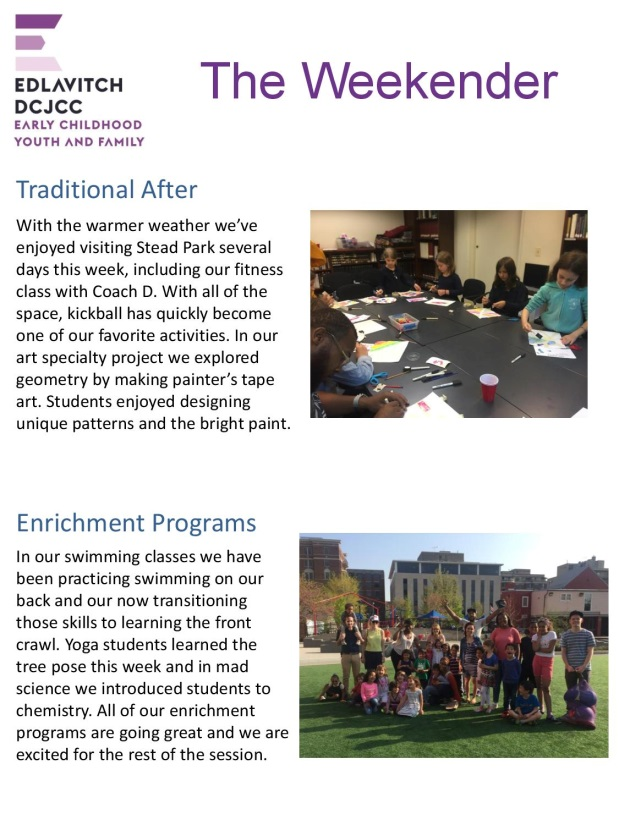 EDLAVITCH
DCJCC
EARLY CHILDHOOD
YOUTH AND FAMILY
The Weekender
Traditional After
With the warmer weather we’ve
enjoyed visiting Stead Park several
days this week, including our fitness
class with Coach D. With all of the
space, kickball has quickly become
one of our favorite activities. In our
art specialty project we explored
geometry by making painter’s tape
art. Students enjoyed designing
unique patterns and the bright paint.
Enrichment Programs
In our swimming classes we have
been practicing swimming on our
back and our now transitioning
those skills to learning the front
crawl. Yoga students learned the
tree pose this week and in mad
science we introduced students to
chemistry. All of our enrichment
programs are going great and we are
excited for the rest of the session.